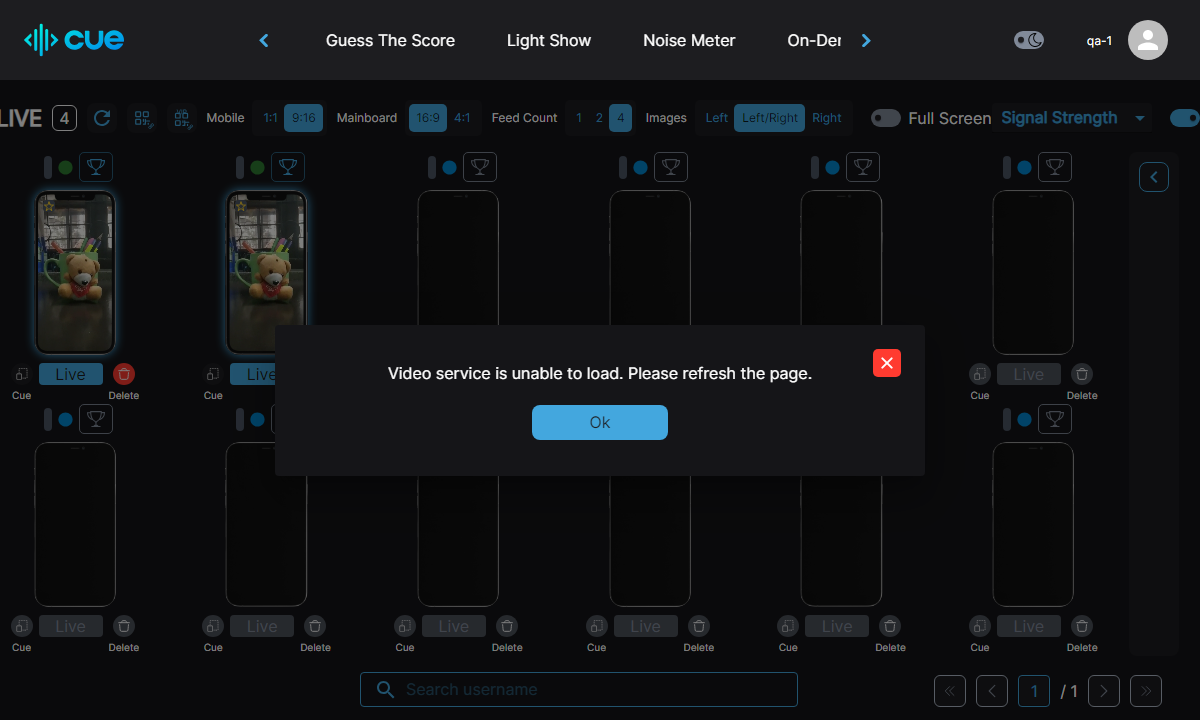 cue
Guess The Score
Light Show
Noise Meter
On-Der
qa-1
LIVE 4
Mobile 1:1 9:16
Mainboard 16:9 4:1
Feed Count 1 2 4
Images Left Left/Right Right
Full Screen
Signal Strength
Live
Cue
Delete
Live
Cue
Live
Cue
Delete
Video service is unable to load. Please refresh the page.
Ok
Live
Cue
Delete
Live
Cue
Delete
Live
Cue
Delete
Live
Cue
Delete
Live
Cue
Delete
Live
Cue
Delete
Search username
1 / 1